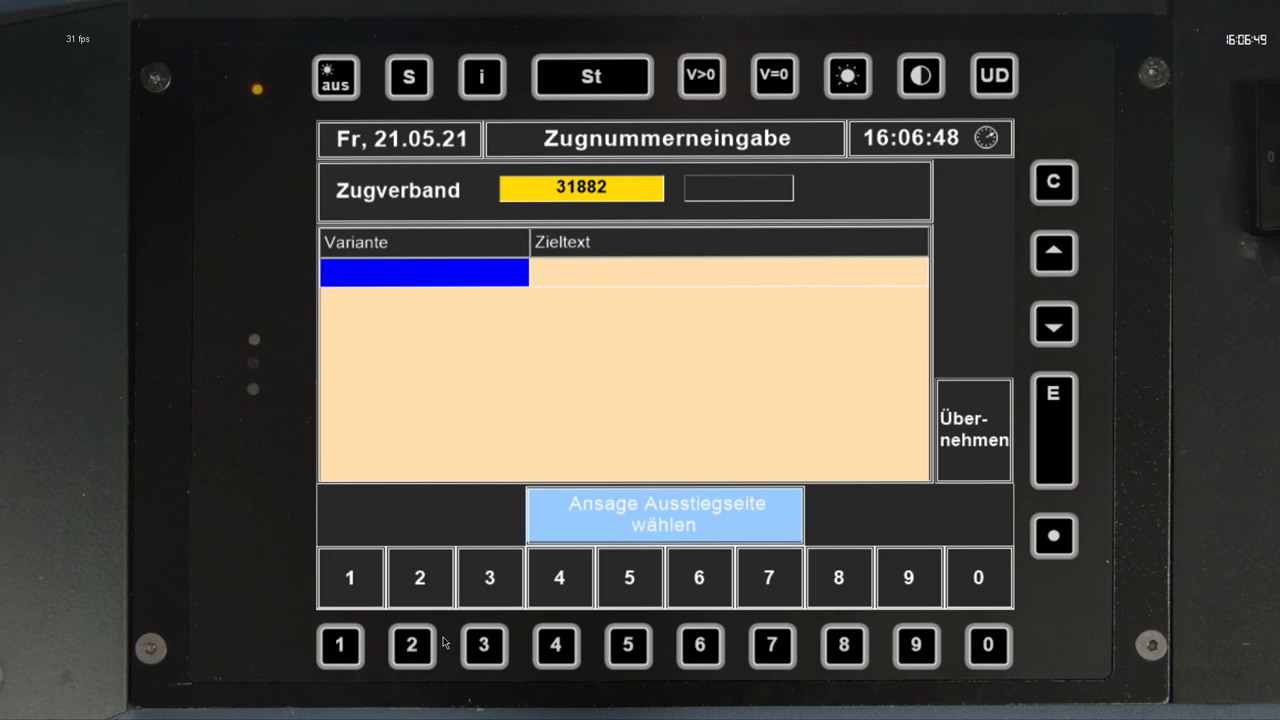 31 fps
16:06:49
aus
S
i
St
V>0
V=0
UD
Fr, 21.05.21
Zugnummerneingabe
16:06:48
Zugverband
31882
C
Variante
Zieltext
Über-
nehmen
E
Ansage Ausstiegseite
wählen
1 2 3 4 5 6 7 8 9 0
1 2 3 4 5 6 7 8 9 0